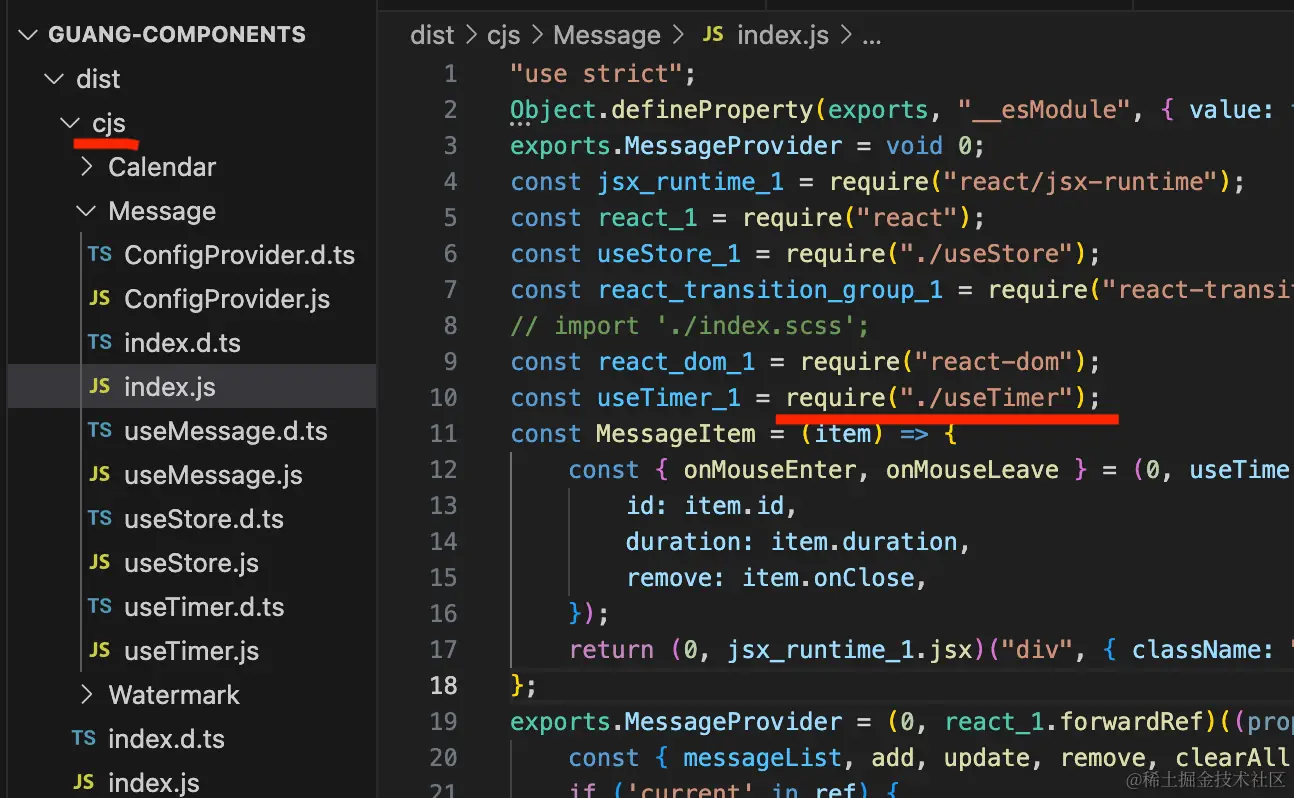 GUANG-COMPONENTS
dist
cjs
Calendar
Message
TS ConfigProvider.d.ts
JS ConfigProvider.js
TS index.d.ts
JS index.js
TS useMessage.d.ts
JS useMessage.js
TS useStore.d.ts
JS useStore.js
TS useTimer.d.ts
JS useTimer.js
Watermark
TS index.d.ts
JS index.js
dist > cjs > Message > JS index.js > ...
1 "use strict";
2 Object.defineProperty(exports, "__esModule", { value:
3 exports.MessageProvider = void 0;
4 const jsx_runtime_1 = require("react/jsx-runtime");
5 const react_1 = require("react");
6 const useStore_1 = require("./useStore");
7 const react_transition_group_1 = require("react-transi
8 // import './index.scss';
9 const react_dom_1 = require("react-dom");
10 const useTimer_1 = require("./useTimer");
11 const MessageItem = (item) => {
12 const { onMouseEnter, onMouseLeave } = (0, useTime
13 id: item.id,
14 duration: item.duration,
15 remove: item.onClose,
16 });
17 return (0, jsx_runtime_1.jsx)("div", { className: "
18 };
19 exports.MessageProvider = (0, react_1.forwardRef)((prop
20 const { messageList, add, update, remove, clearAll
21 if ('current' in ref) {
@稀土掘金技术社区